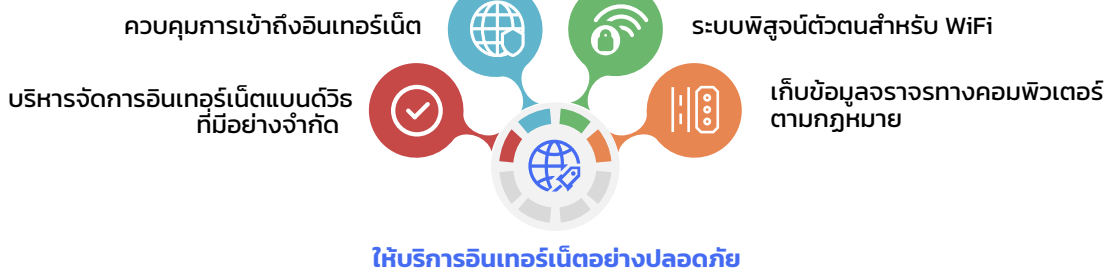 ควบคุมการเข้าถึงอินเทอร์เน็ต
ระบบพิสูจน์ตัวตนสำหรับ WiFi
บริหารจัดการอินเทอร์เน็ตแบนด์วิธ
ที่มีอย่างจำกัด
เก็บข้อมูลจราจรทางคอมพิวเตอร์
ตามกฎหมาย
ให้บริการอินเทอร์เน็ตอย่างปลอดภัย